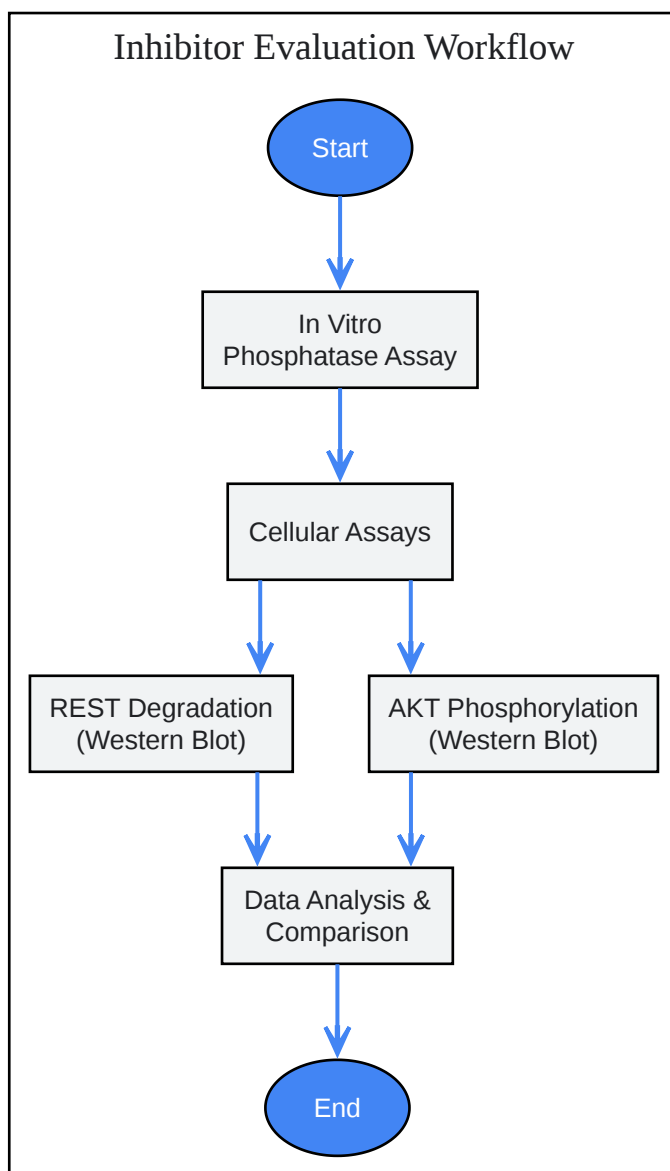 Inhibitor Evaluation Workflow
Start
In Vitro
Phosphatase Assay
Cellular Assays
REST Degradation
(Western Blot)
AKT Phosphorylation
(Western Blot)
Data Analysis &
Comparison
End